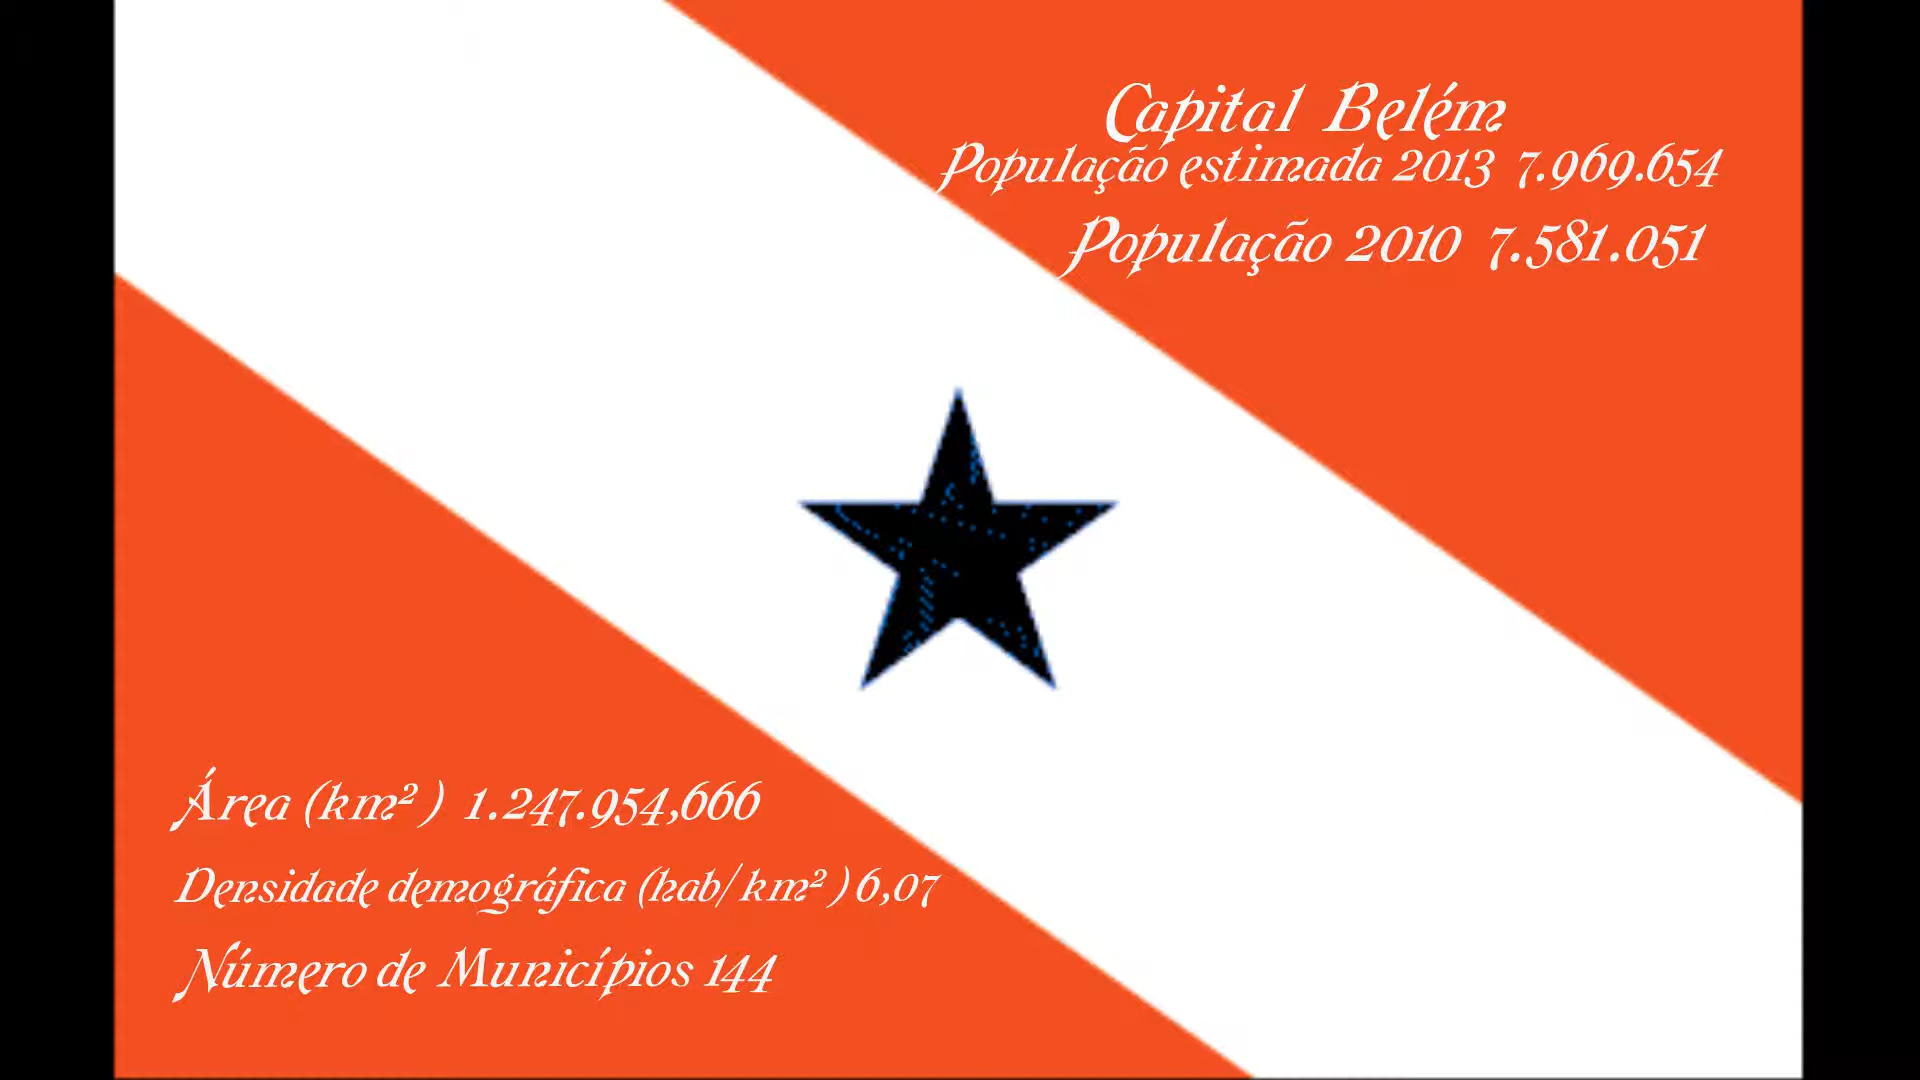 Capital Belém
População estimada 2013 7.969.654
População 2010 7.581.051
Área (km²) 1.247.954,666
Densidade demográfica (hab/km²) 6,07
Número de Municípios 144